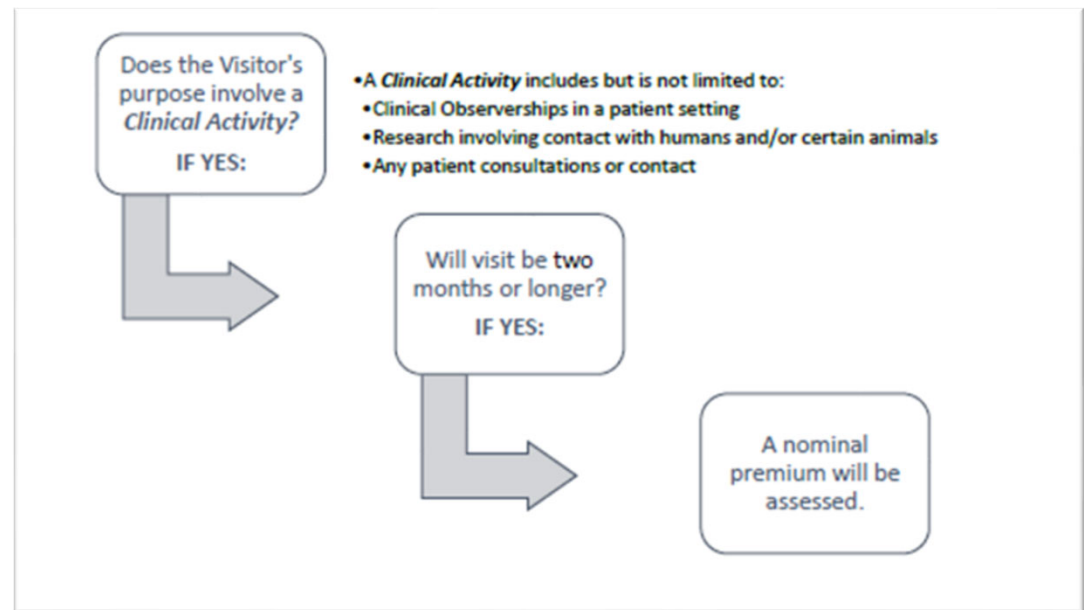 Does the Visitor's
purpose involve a
Clinical Activity?
IF YES:
•A Clinical Activity includes but is not limited to:
•Clinical Observerships in a patient setting
•Research involving contact with humans and/or certain animals
•Any patient consultations or contact
Will visit be two
months or longer?
IF YES:
A nominal
premium will be
assessed.